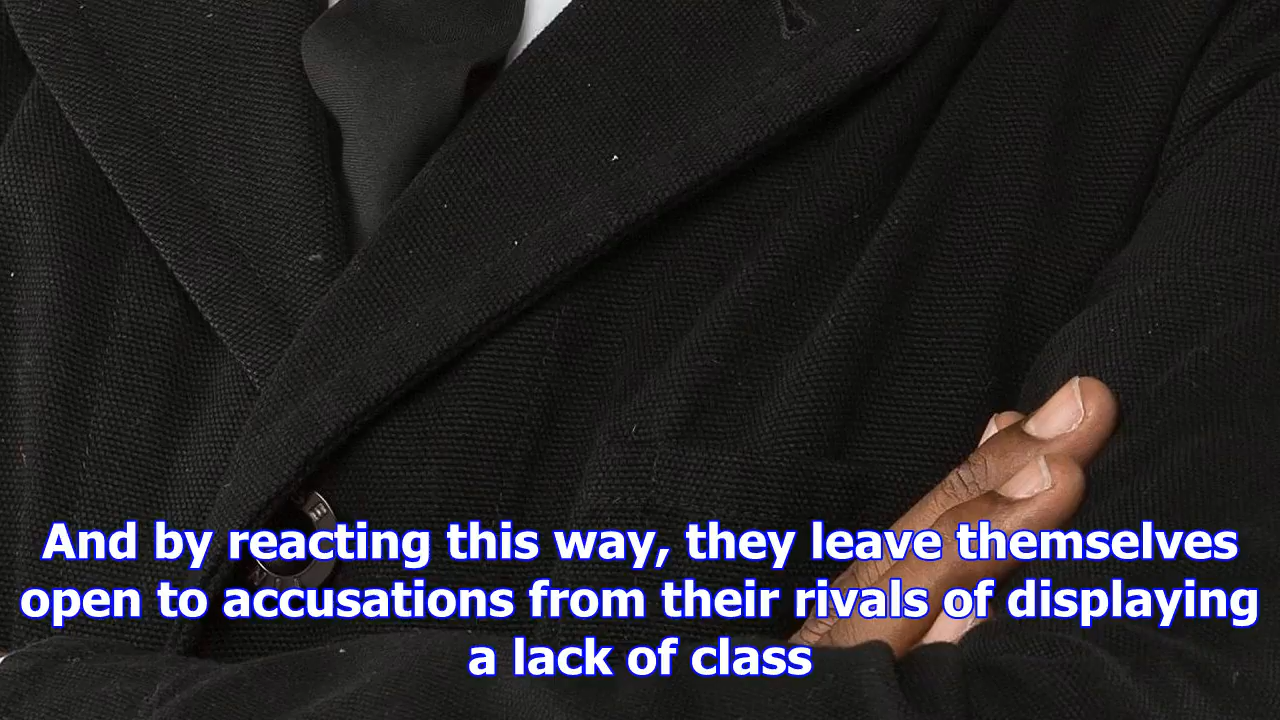 And by reacting this way, they leave themselves
open to accusations from their rivals of displaying
a lack of class